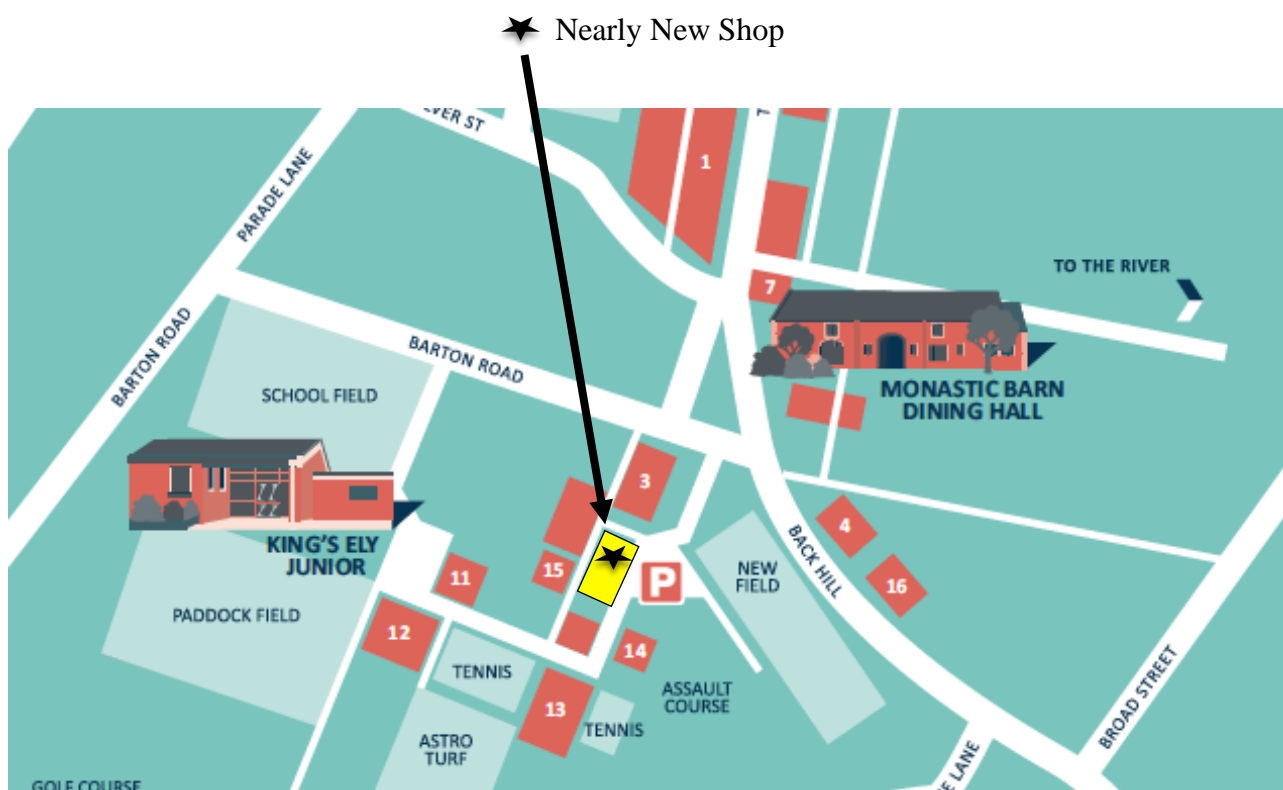 Nearly New Shop
PARADE LANE
1
TO THE RIVER
7
BARTON ROAD
BARTON ROAD
SCHOOL FIELD
MONASTIC BARN
DINING HALL
3
KING'S ELY
JUNIOR
4
BACK HILL
NEW
FIELD
15
P
11
16
PADDOCK FIELD
12
14
TENNIS
ASSAULT
COURSE
13
TENNIS
BROAD STREET
ASTRO
TURF
LANE
GOLF COURSE